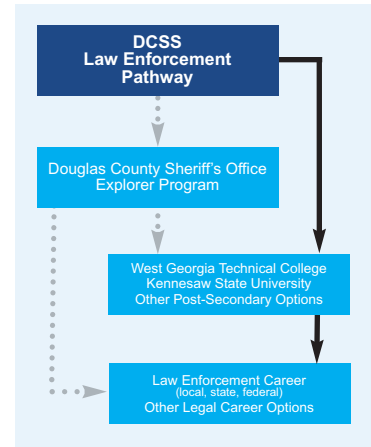 DCSS
Law Enforcement
Pathway
Douglas County Sheriff's Office
Explorer Program
West Georgia Technical College
Kennesaw State University
Other Post-Secondary Options
Law Enforcement Career
(local, state, federal)
Other Legal Career Options